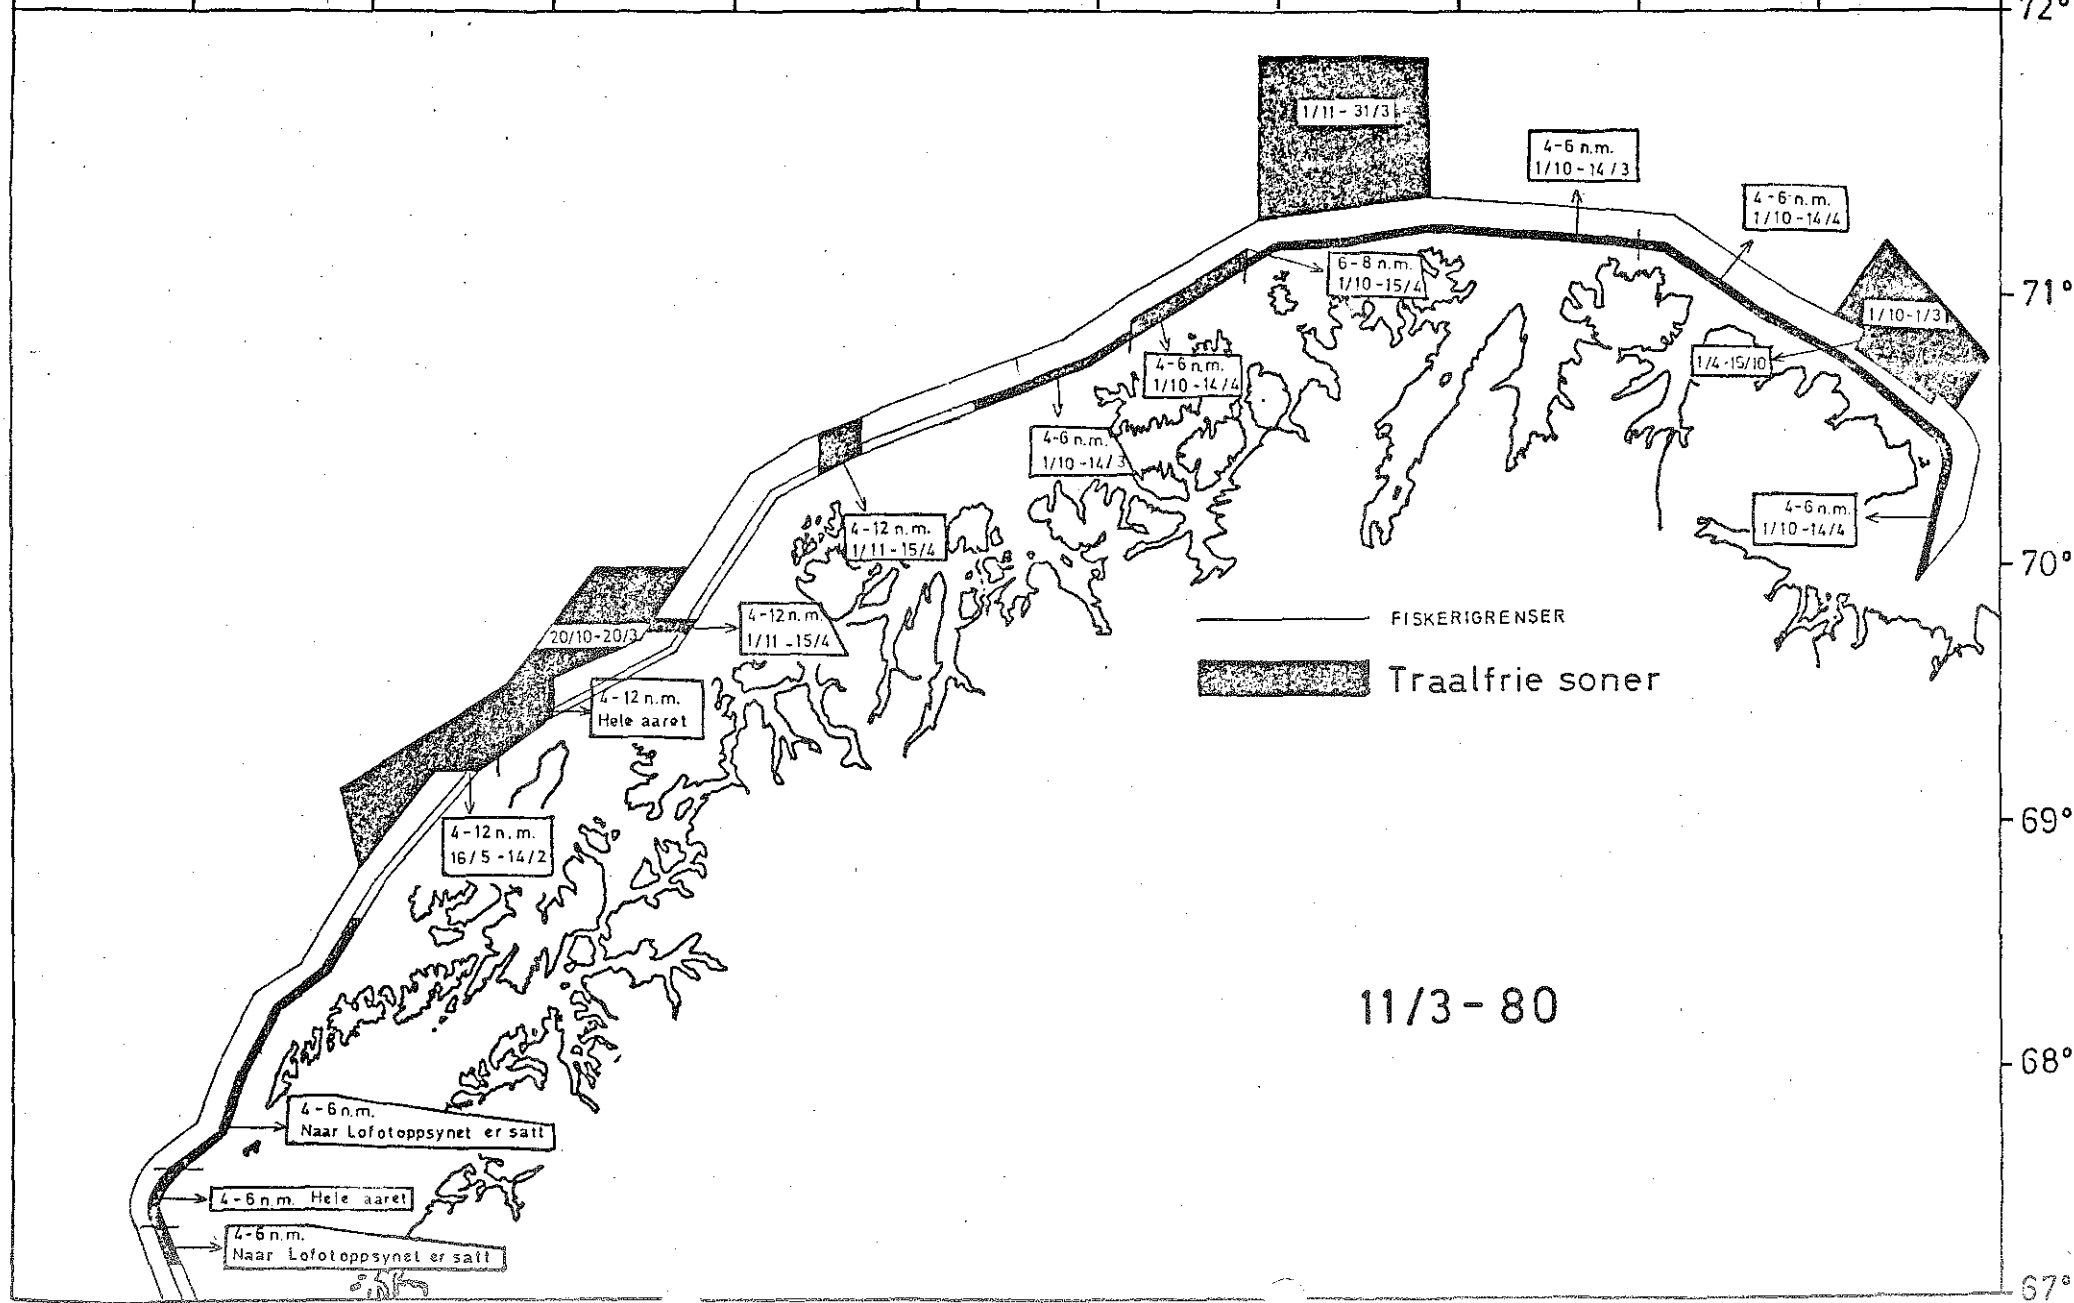 72°
1/11 - 31/3
4-6 n.m.
1/10-14/3
4-6 n.m.
1/10-14/4
6-8 n.m.
1/10-15/4
71°
1/10-1/3
1/4-15/10
4-6 n.m.
1/10-14/4
4-6 n.m.
1/10-14/3
4-6 n.m.
1/10-14/4
4-12 n.m.
1/11-15/4
70°
4-12 n.m.
1/11-15/4
20/10-20/3
FISKERIGRENSER
Traalfrie soner
4-12 n.m.
Hele aaret
69°
4-12 n.m.
16/5-14/2
11/3-80
68°
4-6 n.m.
Naar Lofotoppsynet er satt
4-6 n.m. Hele aaret
4-6 n.m.
Naar Lofotoppsynet er satt
67°